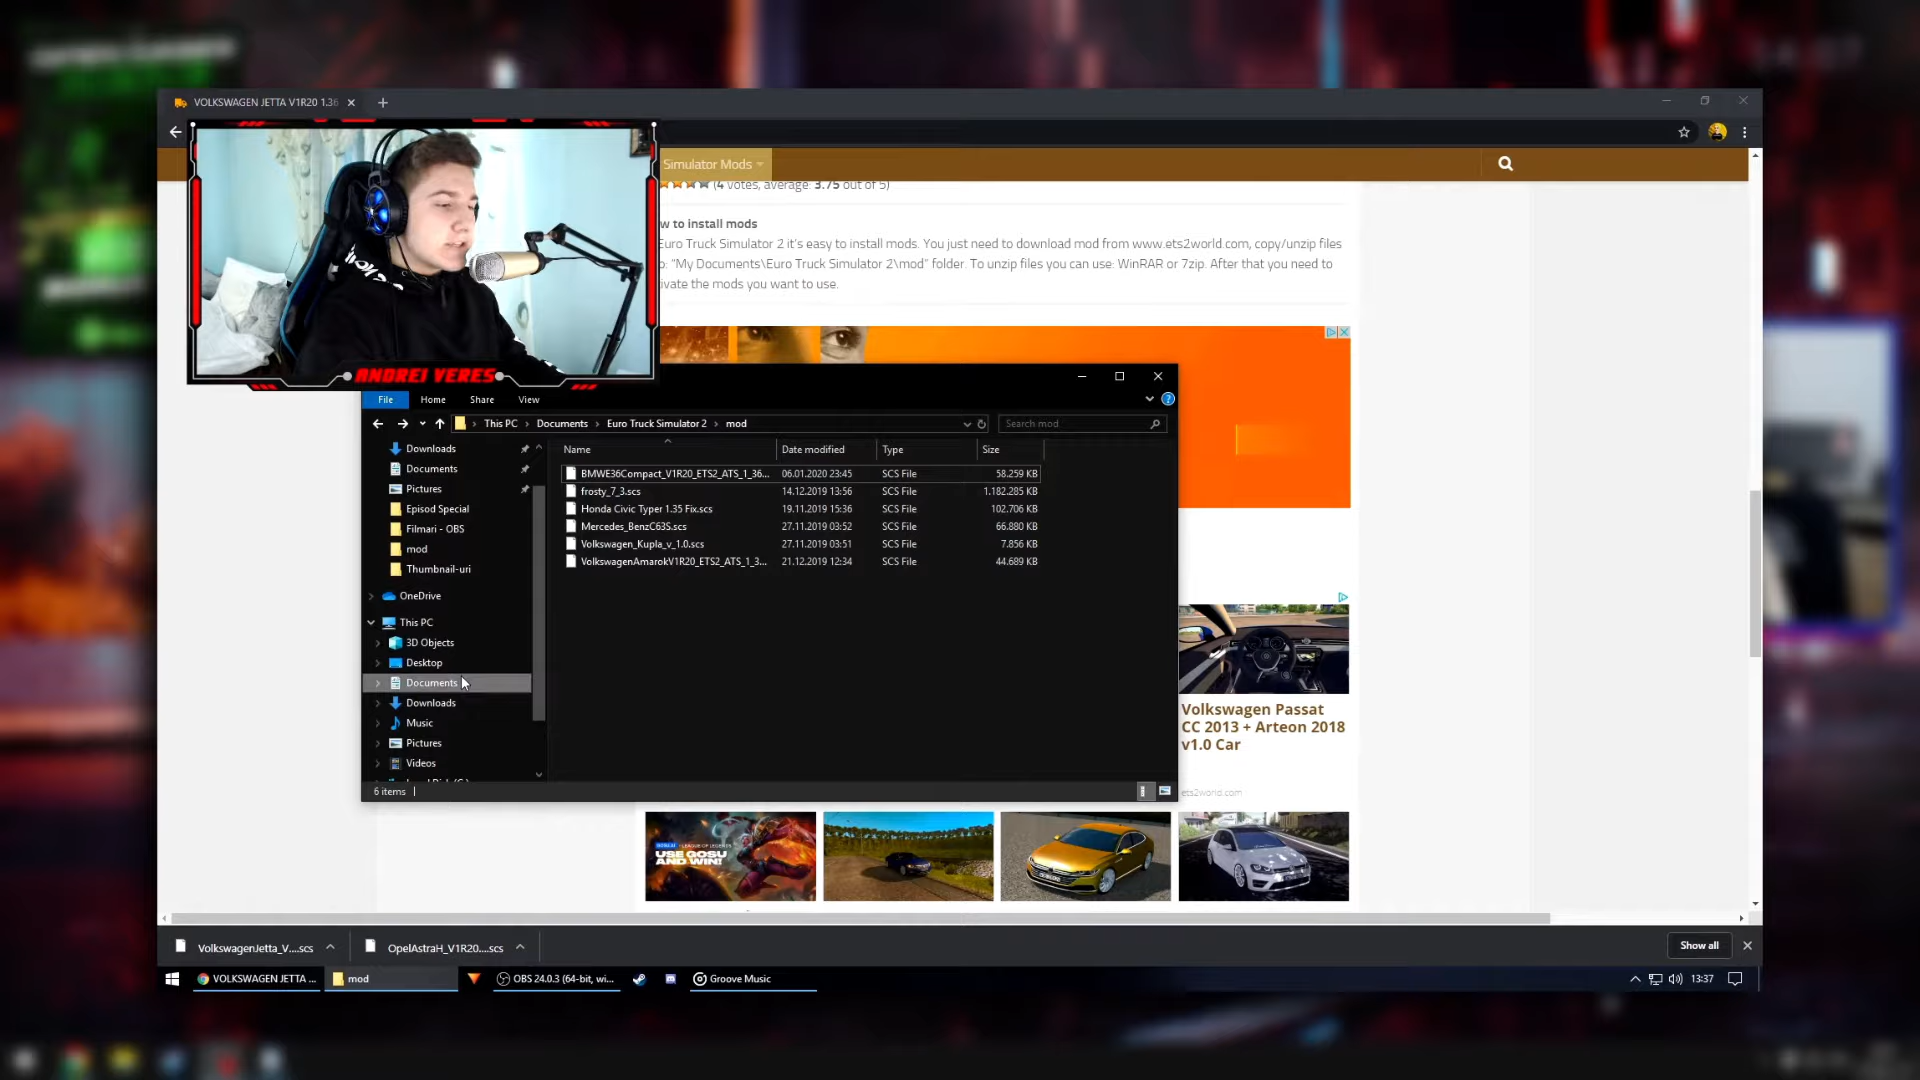 VOLKSWAGEN JETTA V1R20 1.36
Simulator Mods
(4 votes, average: 3.75 out of 5)
w to install mods
Euro Truck Simulator 2 it's easy to install mods. You just need to download mod from www.ets2world.com, copy/unzip files
o: "My Documents\Euro Truck Simulator 2\mod" folder. To unzip files you can use: WinRAR or 7zip. After that you need to
ivate the mods you want to use.
ANDREI VERES
File Home Share View
This PC › Documents › Euro Truck Simulator 2 › mod
Search mod
Name Date modified Type Size
BMWE36Compact_V1R20_ETS2_ATS_1_36... 06.01.2020 23:45 SCS File 58.259 KB
frosty_7_3.scs 14.12.2019 13:56 SCS File 1.182.285 KB
Honda Civic Typer 1.35 Fix.scs 19.11.2019 15:36 SCS File 102.706 KB
Mercedes_BenzC63S.scs 27.11.2019 03:52 SCS File 66.880 KB
Volkswagen_Kupla_v_1.0.scs 27.11.2019 03:51 SCS File 7.856 KB
VolkswagenAmarokV1R20_ETS2_ATS_1_3... 21.12.2019 12:34 SCS File 44.689 KB
Downloads
Documents
Pictures
Episod Special
Filmari - OBS
mod
Thumbnail-uri
OneDrive
This PC
3D Objects
Desktop
Documents
Downloads
Music
Pictures
Videos
6 items
Volkswagen Passat
CC 2013 + Arteon 2018
v1.0 Car
ets2world.com
LEAGUE OF LEGENDS
USE GOSU
AND WIN!
VolkswagenJetta_V....scs
OpelAstraH_V1R20....scs
Show all
VOLKSWAGEN JETTA ...
mod
OBS 24.0.3 (64-bit, wi...
Groove Music
13:37